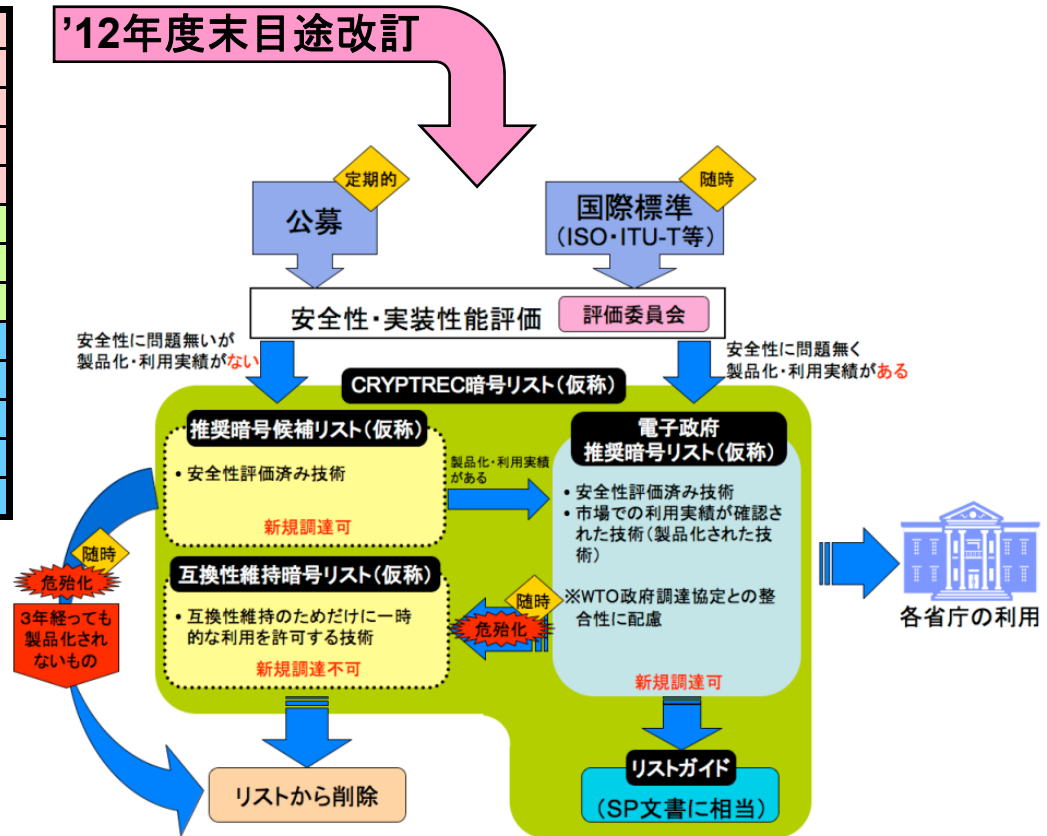 ’12年度末目途改訂
定期的
公募
随時
国際標準
(ISO・ITU-T等)
安全性・実装性能評価
評価委員会
安全性に問題無いが
製品化・利用実績がない
安全性に問題無く
製品化・利用実績がある
CRYPTREC暗号リスト(仮称)
推奨暗号候補リスト(仮称)
• 安全性評価済み技術
新規調達可
製品化・利用実績
がある
電子政府
推奨暗号リスト(仮称)
• 安全性評価済み技術
• 市場での利用実績が確認さ
れた技術(製品化された技
術)
※WTO政府調達協定との整
合性に配慮
新規調達可
随時
危殆化
3年経っても
製品化され
ないもの
互換性維持暗号リスト(仮称)
• 互換性維持のためだけに一時
的な利用を許可する技術
新規調達不可
随時
危殆化
各省庁の利用
リストから削除
リストガイド
(SP文書に相当)